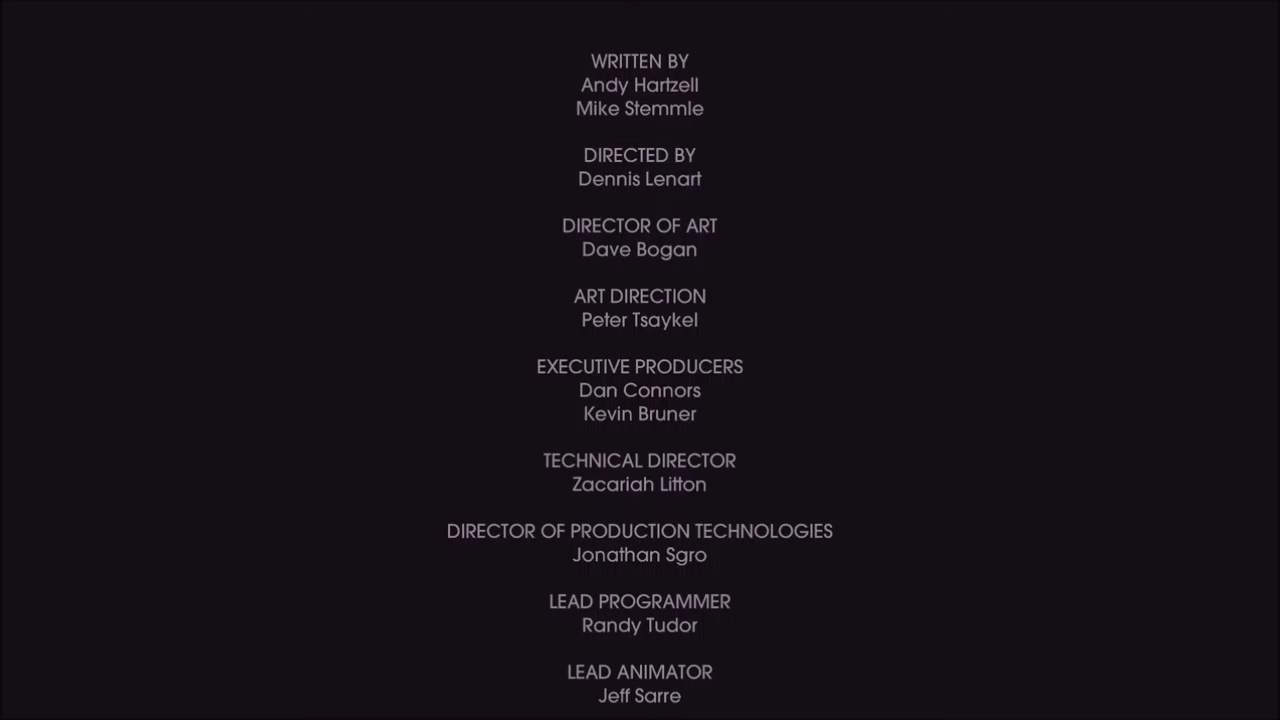 WRITTEN BY
Andy Hartzell
Mike Stemmle
DIRECTED BY
Dennis Lenart
DIRECTOR OF ART
Dave Bogan
ART DIRECTION
Peter Tsaykel
EXECUTIVE PRODUCERS
Dan Connors
Kevin Bruner
TECHNICAL DIRECTOR
Zacariah Litton
DIRECTOR OF PRODUCTION TECHNOLOGIES
Jonathan Sgro
LEAD PROGRAMMER
Randy Tudor
LEAD ANIMATOR
Jeff Sarre